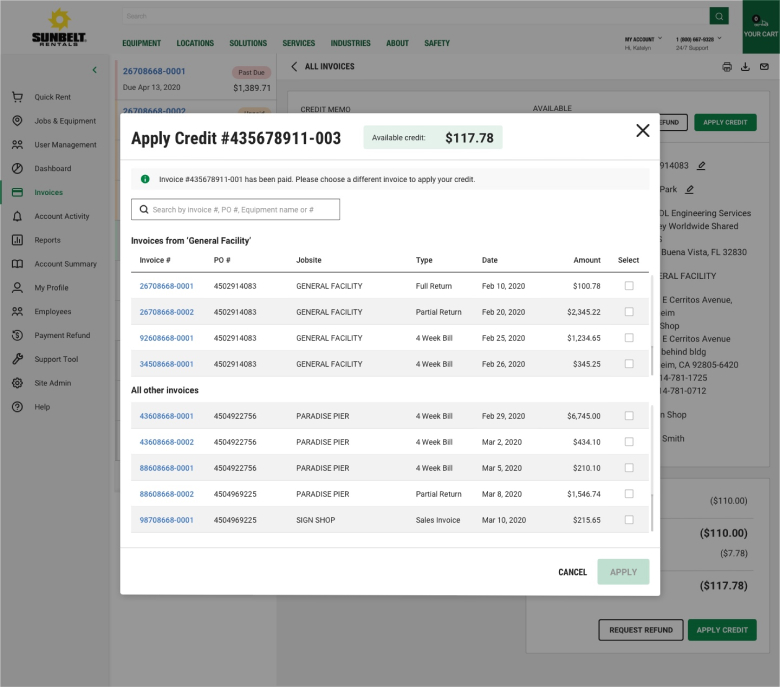 SUNBELT
RENTALS
Search
0
YOUR CART
EQUIPMENT LOCATIONS SOLUTIONS SERVICES INDUSTRIES ABOUT SAFETY
MY ACCOUNT
Hi, Katelyn
1 (800) 667-9328
24/7 Support
Quick Rent
Jobs & Equipment
User Management
Dashboard
Invoices
Account Activity
Reports
Account Summary
My Profile
Employees
Payment Refund
Support Tool
Site Admin
Help
26708668-0001 Past Due
Due Apr 13, 2020 $1,389.71
26708668-0002
ALL INVOICES
CREDIT MEMO AVAILABLE
APPLY CREDIT
Apply Credit #435678911-003 Available credit: $117.78
Invoice #435678911-001 has been paid. Please choose a different invoice to apply your credit.
Search by invoice #, PO #, Equipment name or #
Invoices from 'General Facility'
Invoice # PO # Jobsite Type Date Amount Select
26708668-0001 4502914083 GENERAL FACILITY Full Return Feb 10, 2020 $100.78
26708668-0002 4502914083 GENERAL FACILITY Partial Return Feb 20, 2020 $2,345.22
92608668-0001 4502914083 GENERAL FACILITY 4 Week Bill Feb 25, 2020 $1,234.65
34508668-0001 4502914083 GENERAL FACILITY 4 Week Bill Feb 26, 2020 $345.25
All other invoices
43608668-0001 4504922756 PARADISE PIER 4 Week Bill Feb 29, 2020 $6,745.00
43608668-0002 4504922756 PARADISE PIER 4 Week Bill Mar 2, 2020 $434.10
88608668-0001 4504922756 PARADISE PIER 4 Week Bill Mar 5, 2020 $210.10
88608668-0002 4504969225 PARADISE PIER Partial Return Mar 8, 2020 $1,546.74
98708668-0001 4504969225 SIGN SHOP Sales Invoice Mar 10, 2020 $215.65
CANCEL APPLY
914083
Park
OL Engineering Services
ey Worldwide Shared
Buena Vista, FL 32830
ERAL FACILITY
E Cerritos Avenue,
eim
Shop
E Cerritos Avenue
behind bldg
eim, CA 92805-6420
14-781-1725
14-781-0712
n Shop
Smith
($110.00)
($110.00)
($7.78)
($117.78)
REQUEST REFUND APPLY CREDIT